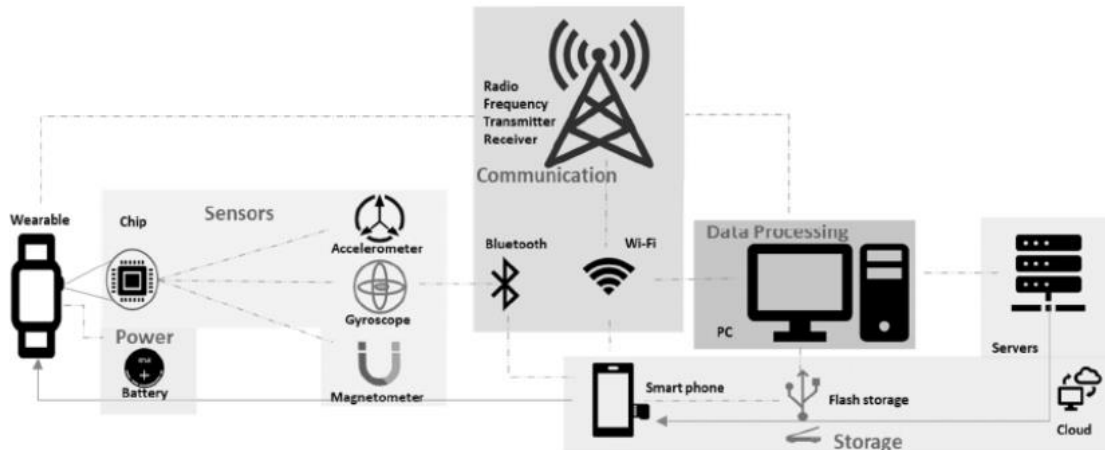 Radio
Frequency
Transmitter
Receiver
Communication
Wearable
Chip
Sensors
Accelerometer
Bluetooth
Wi-Fi
Data Processing
Gyroscope
PC
Power
Servers
Battery
Magnetometer
Smart phone
Flash storage
Cloud
Storage